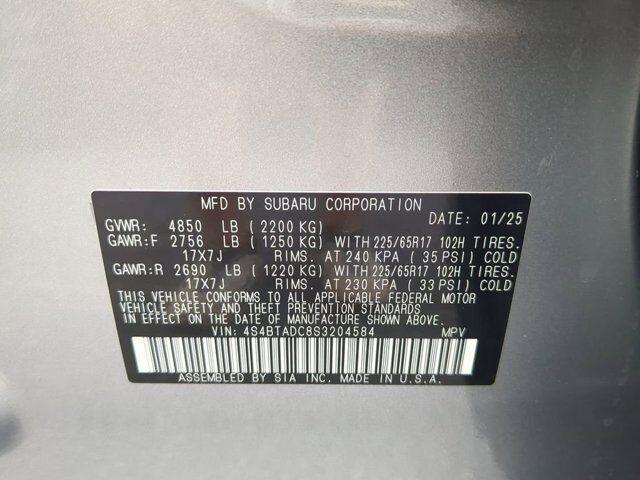 MFD BY SUBARU CORPORATION
DATE: 01/25
GVWR: 4850 LB (2200 KG)
GAWR:F 2756 LB (1250 KG) WITH 225/65R17 102H TIRES.
17X7J RIMS. AT 240 KPA (35 PSI) COLD
GAWR:R 2690 LB (1220 KG) WITH 225/65R17 102H TIRES.
17X7J RIMS. AT 230 KPA (33 PSI) COLD
THIS VEHICLE CONFORMS TO ALL APPLICABLE FEDERAL MOTOR
VEHICLE SAFETY AND THEFT PREVENTION STANDARDS
IN EFFECT ON THE DATE OF MANUFACTURE SHOWN ABOVE.
VIN: 4S4BTADC8S3204584 MPV
ASSEMBLED BY SIA INC. MADE IN U.S.A.